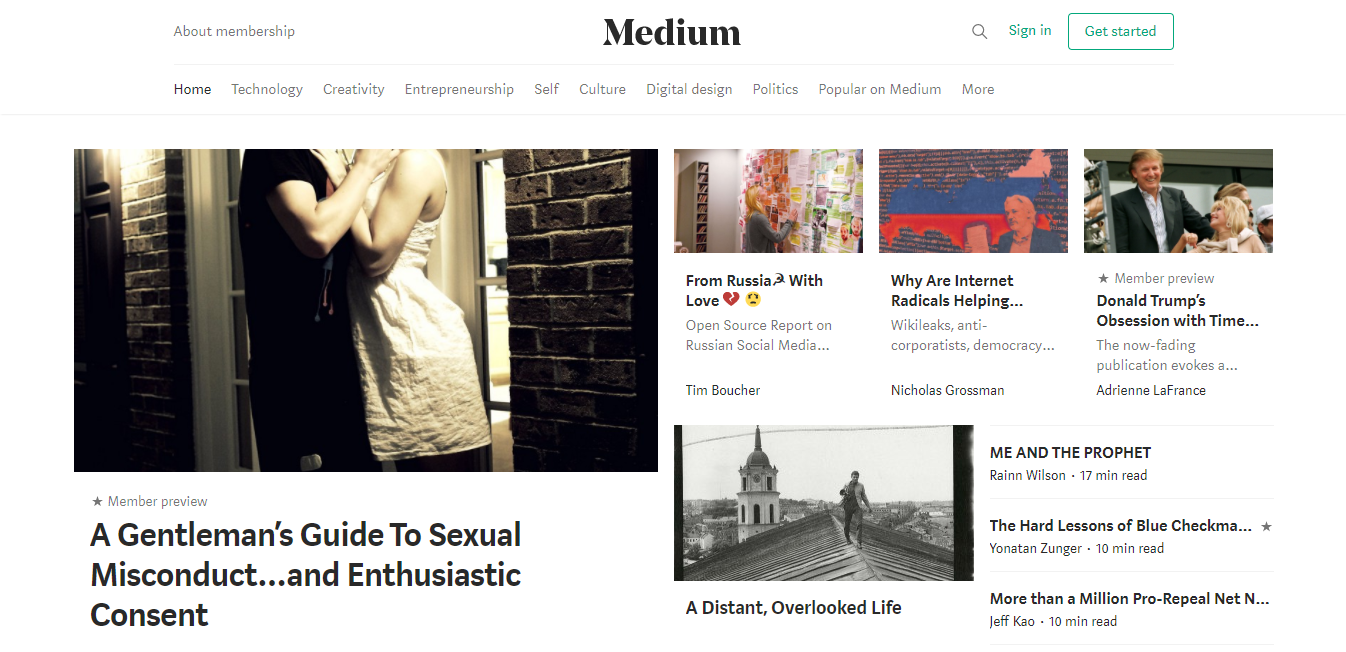 About membership
Medium
Sign in
Get started
Home Technology Creativity Entrepreneurship Self Culture Digital design Politics Popular on Medium More
★ Member preview
A Gentleman’s Guide To Sexual
Misconduct…and Enthusiastic
Consent
From Russia☭ With
Love 💔 😟
Open Source Report on
Russian Social Media…
Tim Boucher
Why Are Internet
Radicals Helping…
Wikileaks, anti-
corporatists, democracy…
Nicholas Grossman
★ Member preview
Donald Trump’s
Obsession with Time…
The now-fading
publication evokes a…
Adrienne LaFrance
A Distant, Overlooked Life
ME AND THE PROPHET
Rainn Wilson · 17 min read
The Hard Lessons of Blue Checkma… ★
Yonatan Zunger · 10 min read
More than a Million Pro-Repeal Net N…
Jeff Kao · 10 min read